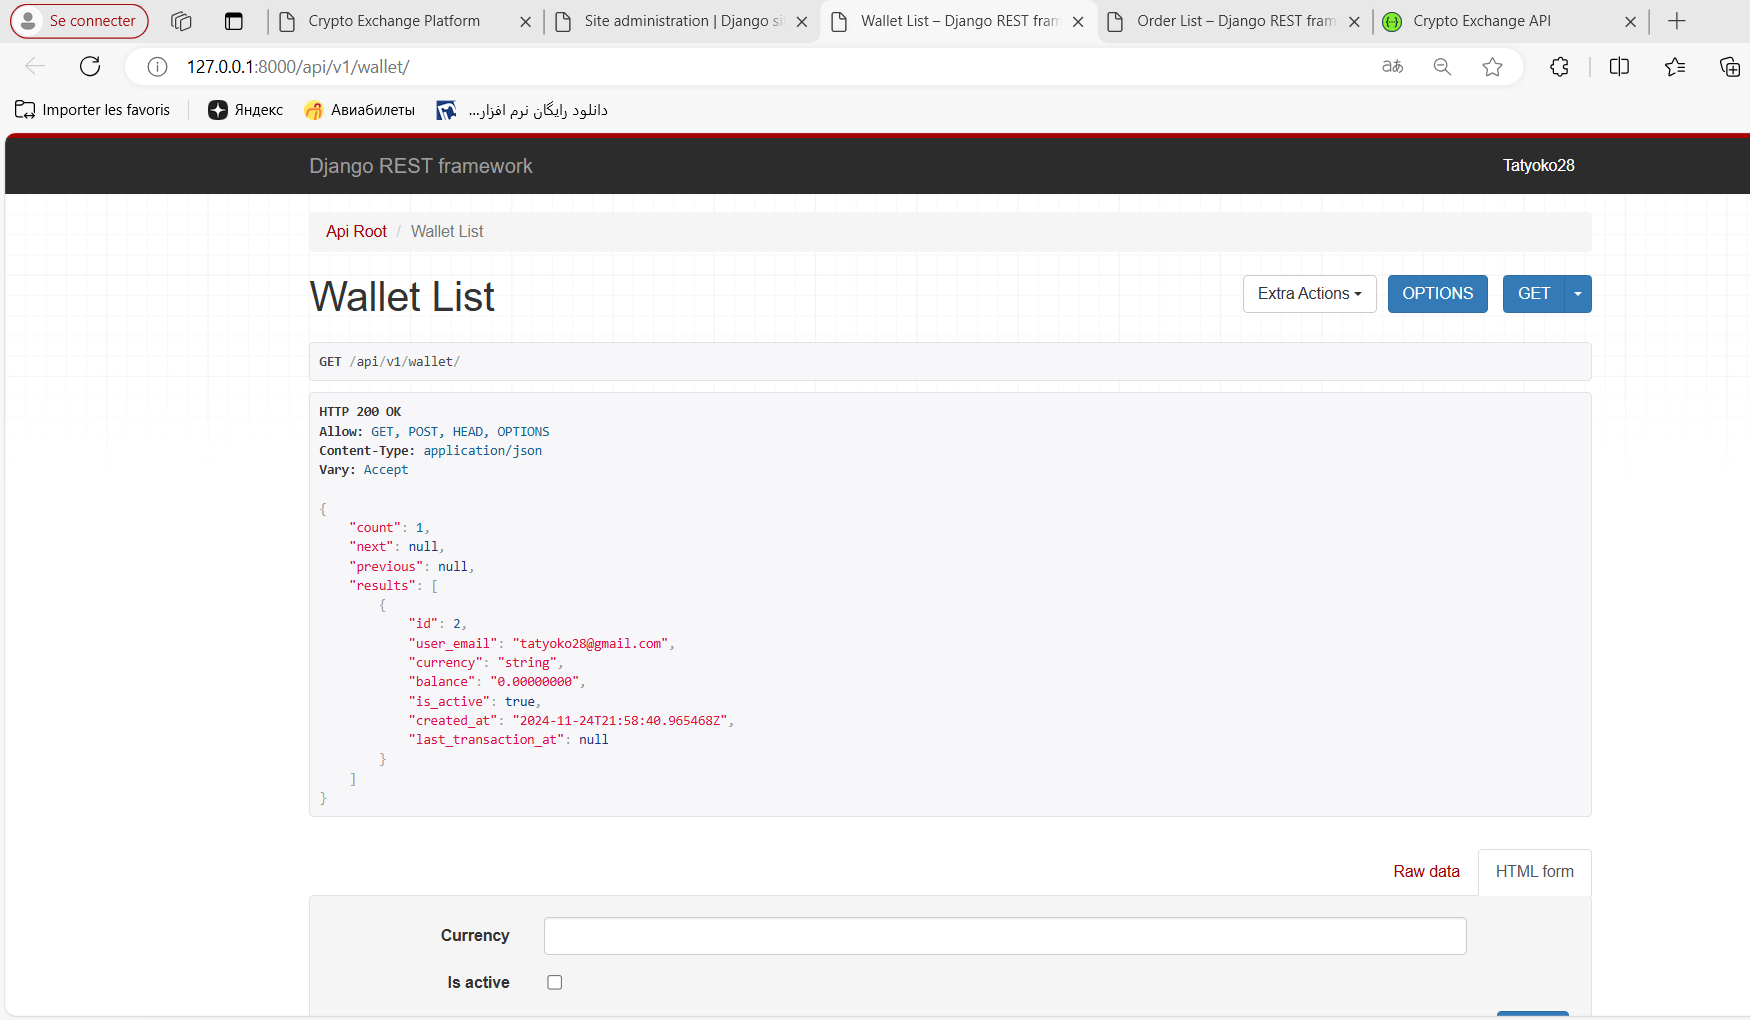 Se connecter
Crypto Exchange Platform
Site administration | Django si
Wallet List – Django REST fram
Order List – Django REST fram
Crypto Exchange API
127.0.0.1:8000/api/v1/wallet/
aあ
Importer les favoris
Яндекс
Авиабилеты
دانلود رایگان نرم افزار...
Django REST framework
Tatyoko28
Api Root / Wallet List
Wallet List
Extra Actions
OPTIONS
GET
GET /api/v1/wallet/
HTTP 200 OK
Allow: GET, POST, HEAD, OPTIONS
Content-Type: application/json
Vary: Accept
{
"count": 1,
"next": null,
"previous": null,
"results": [
{
"id": 2,
"user_email": "tatyoko28@gmail.com",
"currency": "string",
"balance": "0.00000000",
"is_active": true,
"created_at": "2024-11-24T21:58:40.965468Z",
"last_transaction_at": null
}
]
}
Raw data
HTML form
Currency
Is active